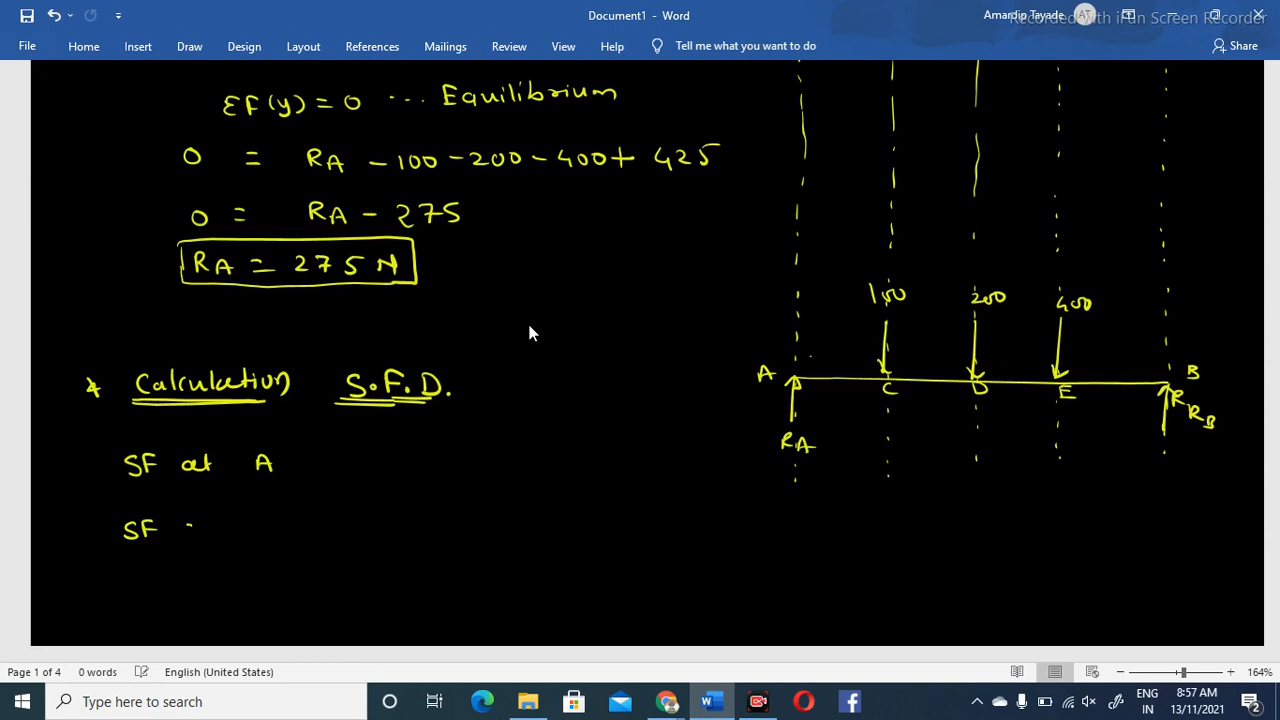 Document1 - Word
Amardip Tayade AT
Recorded with iFun Screen Recorder
File Home Insert Draw Design Layout References Mailings Review View Help Tell me what you want to do Share
ΣF(y) = 0 ... Equilibrium
0 = RA - 100 - 200 - 400 + 425
0 = RA - 275
RA = 275 N
100 200 400
A C D E B
RA
R RB
* Calculation S.F.D.
SF at A
SF
Page 1 of 4 0 words English (United States) 164%
Type here to search
ENG
IN
8:57 AM
13/11/2021
2